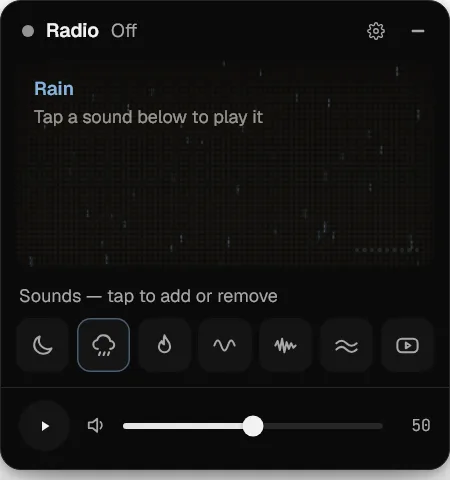 Radio Off
Rain
Tap a sound below to play it
Sounds — tap to add or remove
50